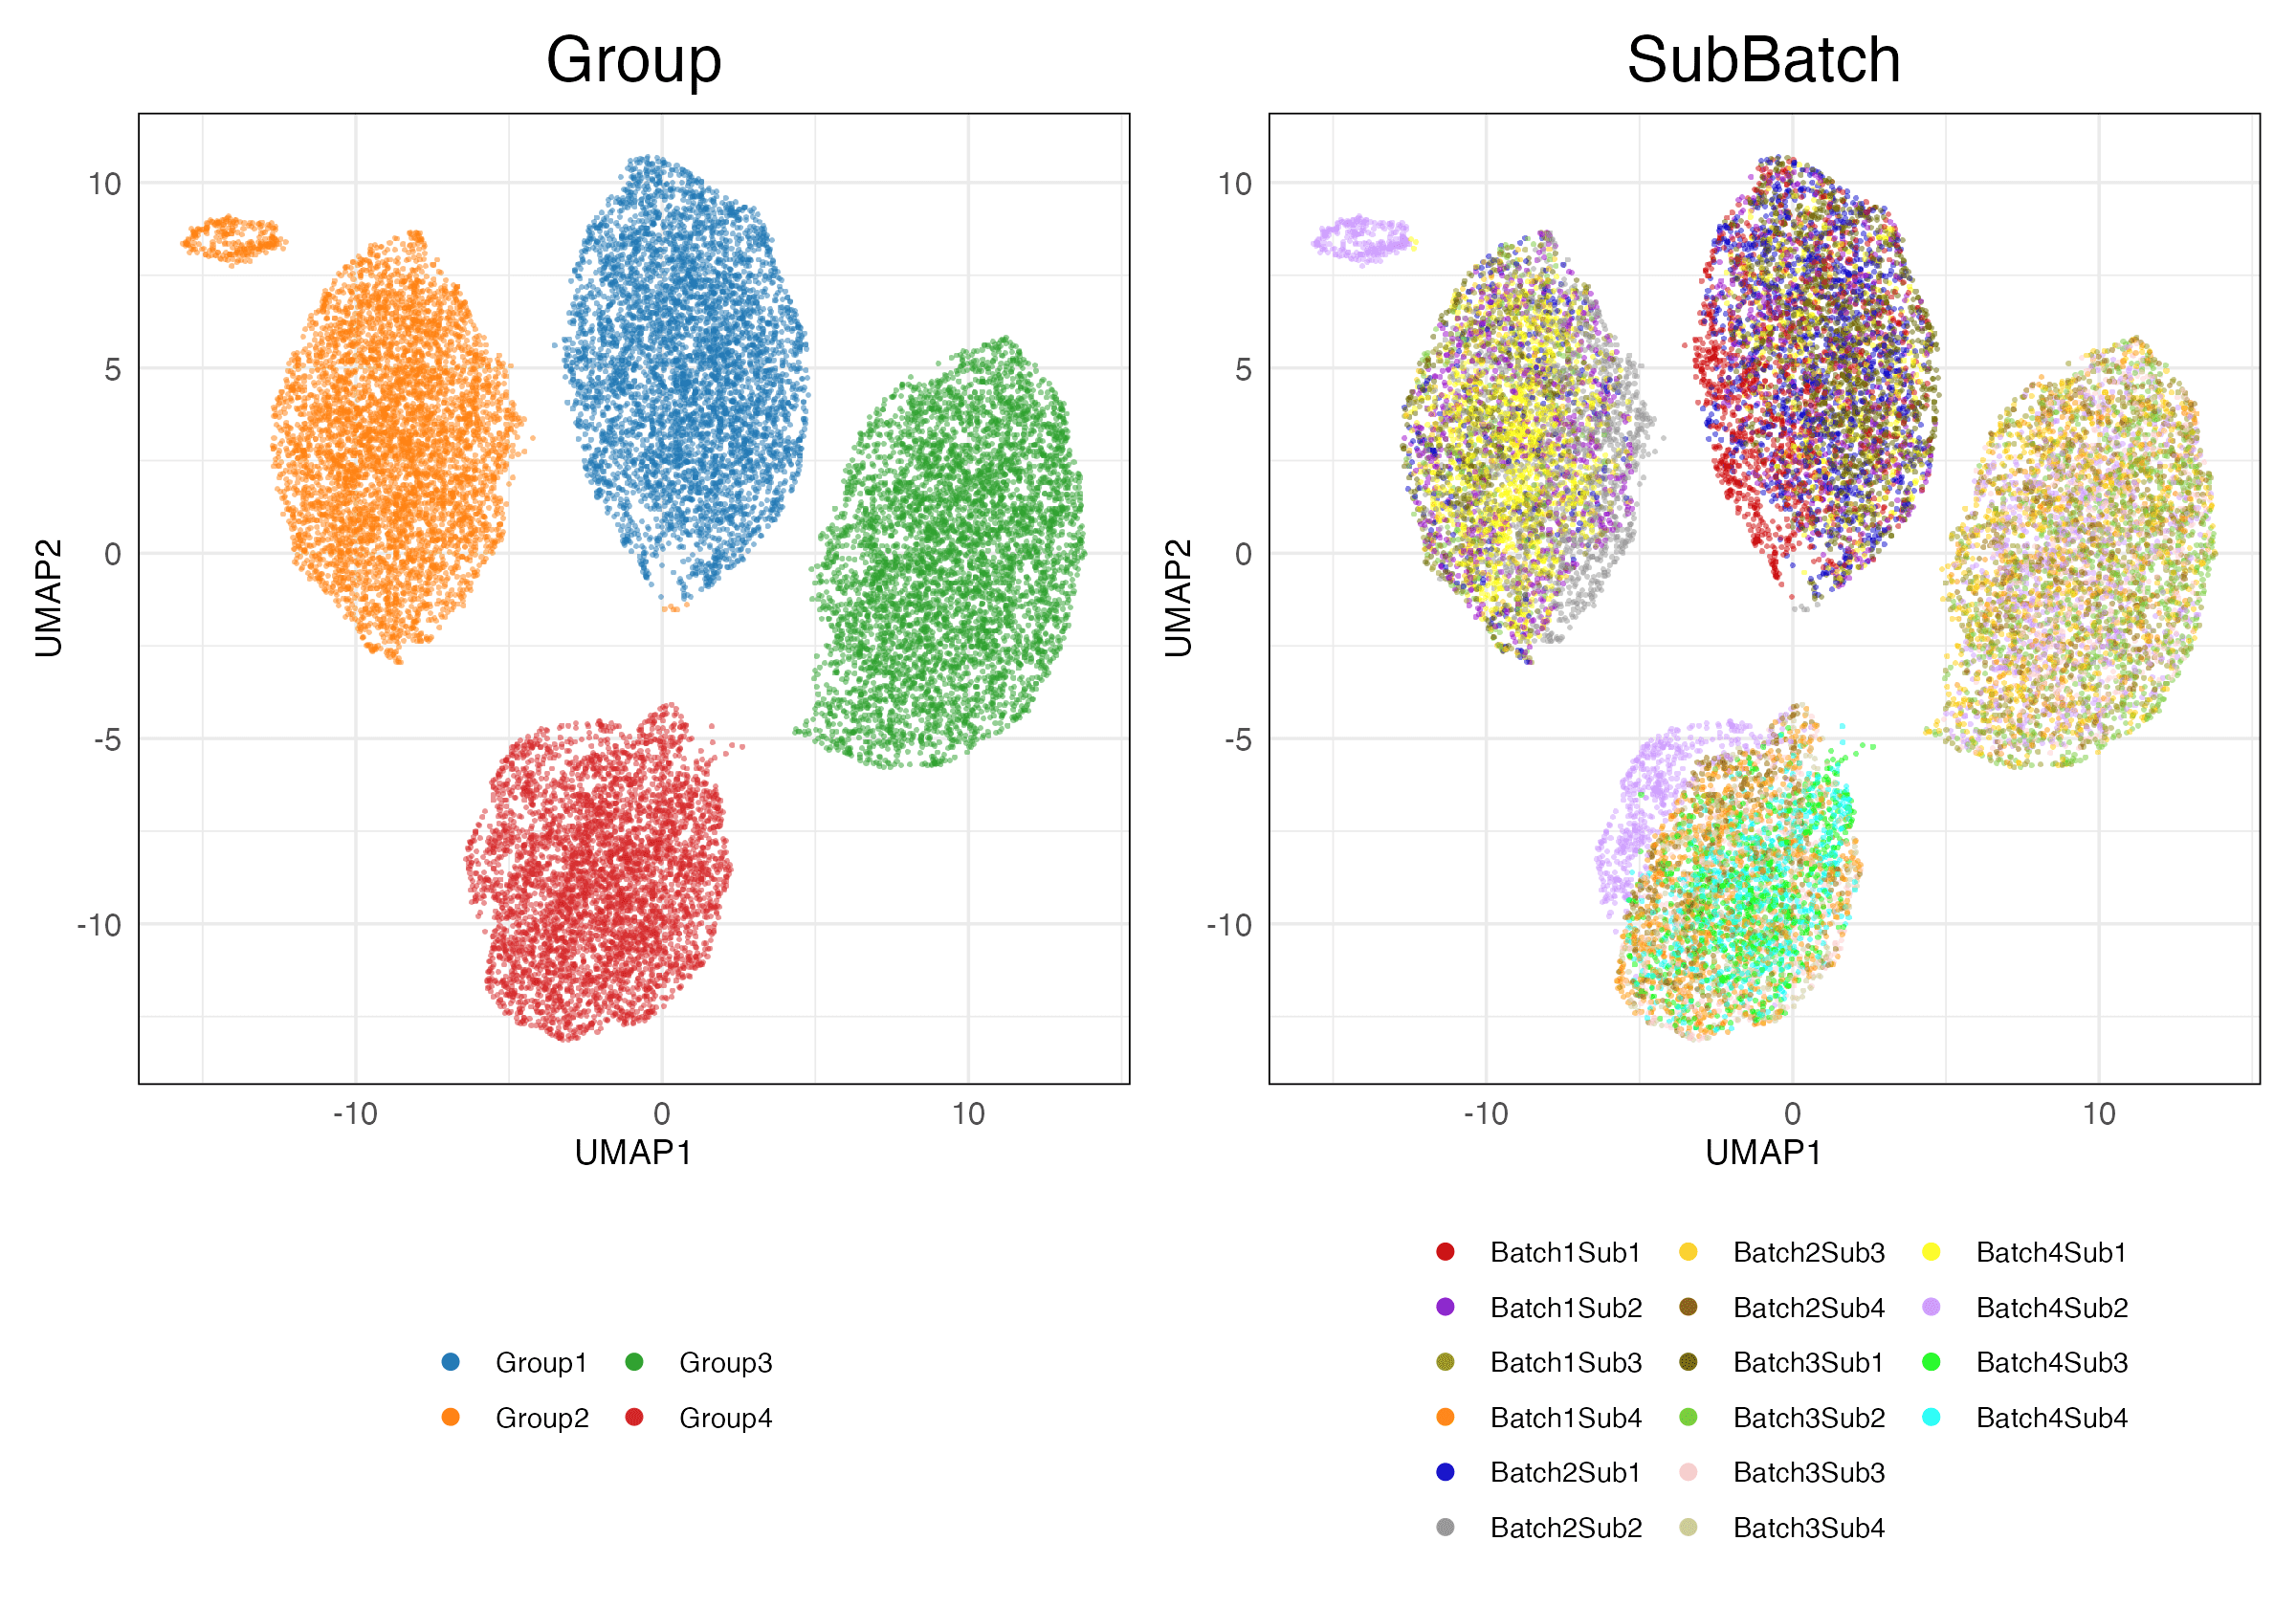 Group
SubBatch
10
5
0
-5
-10
UMAP2
-10
0
10
UMAP1
10
5
0
-5
-10
UMAP2
-10
0
10
UMAP1
Group1
Group3
Group2
Group4
Batch1Sub1
Batch2Sub3
Batch4Sub1
Batch1Sub2
Batch2Sub4
Batch4Sub2
Batch1Sub3
Batch3Sub1
Batch4Sub3
Batch1Sub4
Batch3Sub2
Batch4Sub4
Batch2Sub1
Batch3Sub3
Batch2Sub2
Batch3Sub4